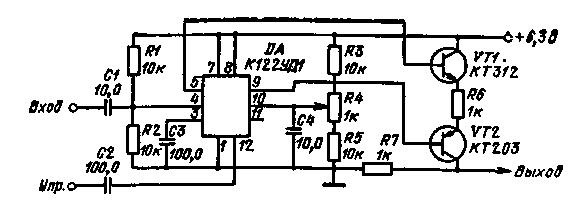 +6,3в
R1
10к
7
8
DA
К122УД1
R3
10к
VT1.
КТ312
C1
10,0
Вход
5
4
3
9
10
11
R4
1к
R6
1к
R2
10к
C3
100,0
1
12
C4
10,0
R5
10к
R7
1к
VT2
КТ203
C2
100,0
Упр.
Выход